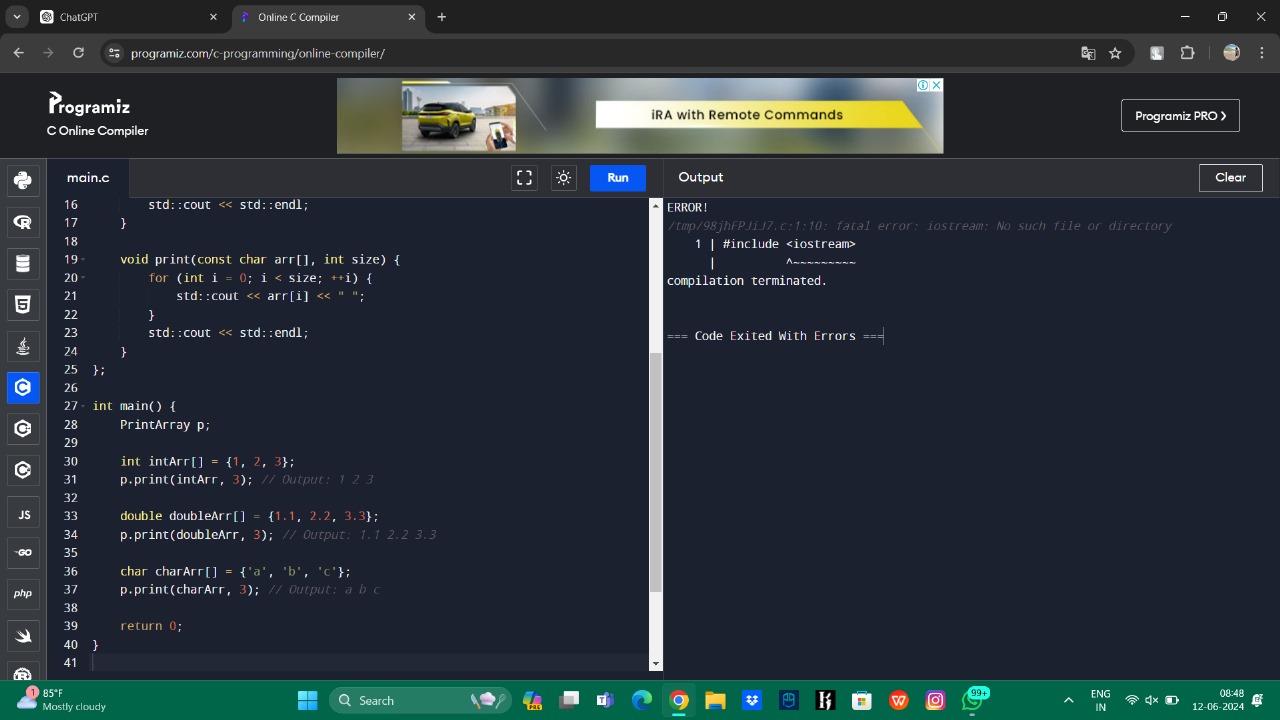 ChatGPT
Online C Compiler
programiz.com/c-programming/online-compiler/
Programiz
C Online Compiler
iRA with Remote Commands
Programiz PRO
main.c
Run
Output
Clear
16 std::cout << std::endl;
17 }
18
19 void print(const char arr[], int size) {
20 for (int i = 0; i < size; ++i) {
21 std::cout << arr[i] << " ";
22 }
23 std::cout << std::endl;
24 }
25 };
26
27 int main() {
28 PrintArray p;
29
30 int intArr[] = {1, 2, 3};
31 p.print(intArr, 3); // Output: 1 2 3
32
33 double doubleArr[] = {1.1, 2.2, 3.3};
34 p.print(doubleArr, 3); // Output: 1.1 2.2 3.3
35
36 char charArr[] = {'a', 'b', 'c'};
37 p.print(charArr, 3); // Output: a b c
38
39 return 0;
40 }
41
ERROR!
/tmp/98jhFPJiJ7.c:1:10: fatal error: iostream: No such file or directory
1 | #include <iostream>
| ^~~~~~~~~~
compilation terminated.
=== Code Exited With Errors ===
JS
GO
php
1
85°F
Mostly cloudy
Search
PRE
99+
ENG
IN
08:48
12-06-2024